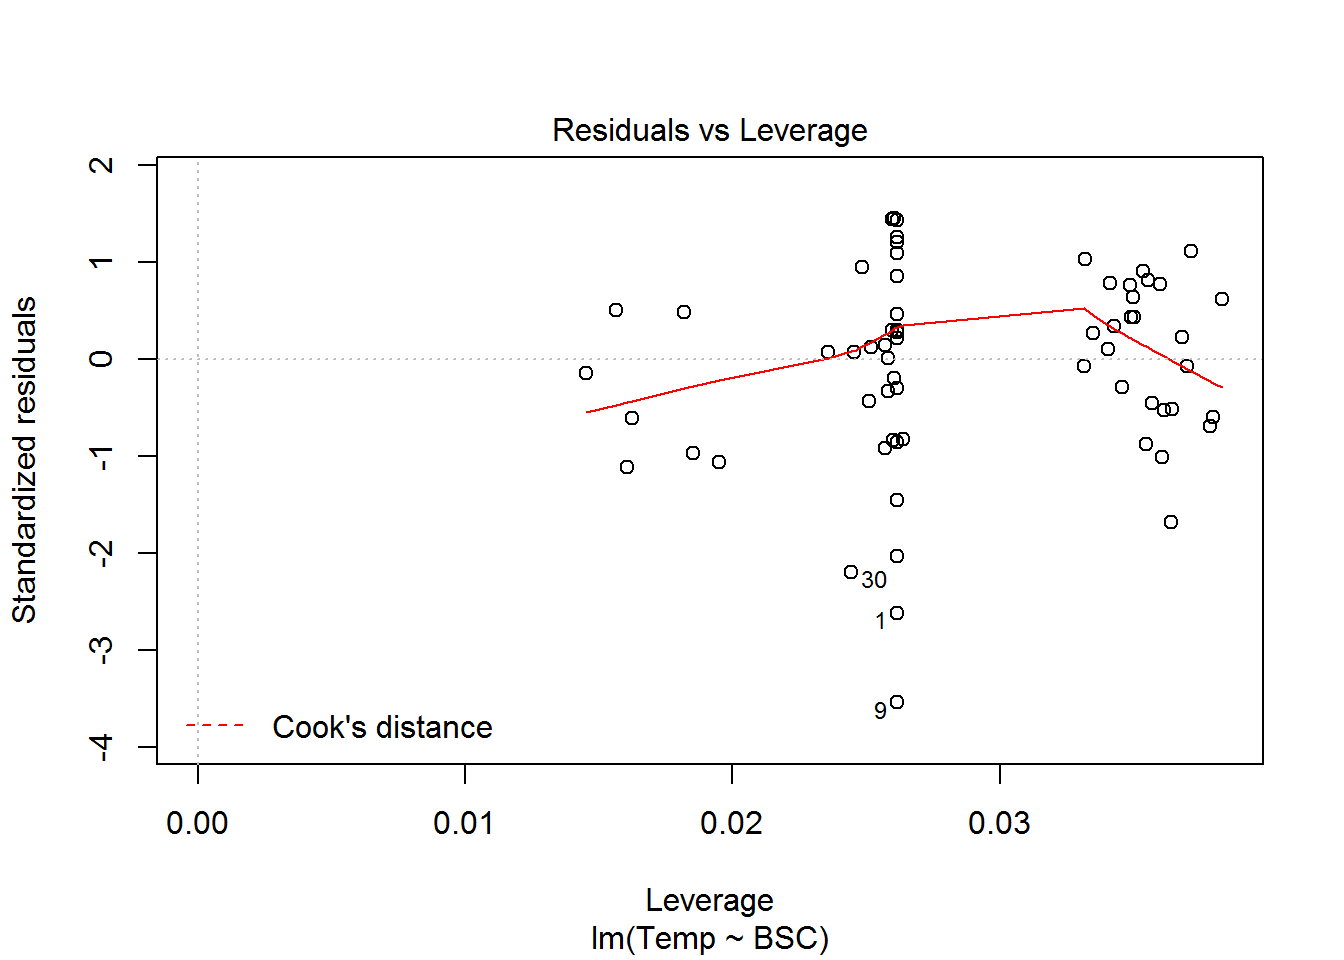 Residuals vs Leverage
Standardized residuals
2
1
0
-1
-2
-3
-4
30
1
9
Cook's distance
0.00 0.01 0.02 0.03
Leverage
lm(Temp ~ BSC)